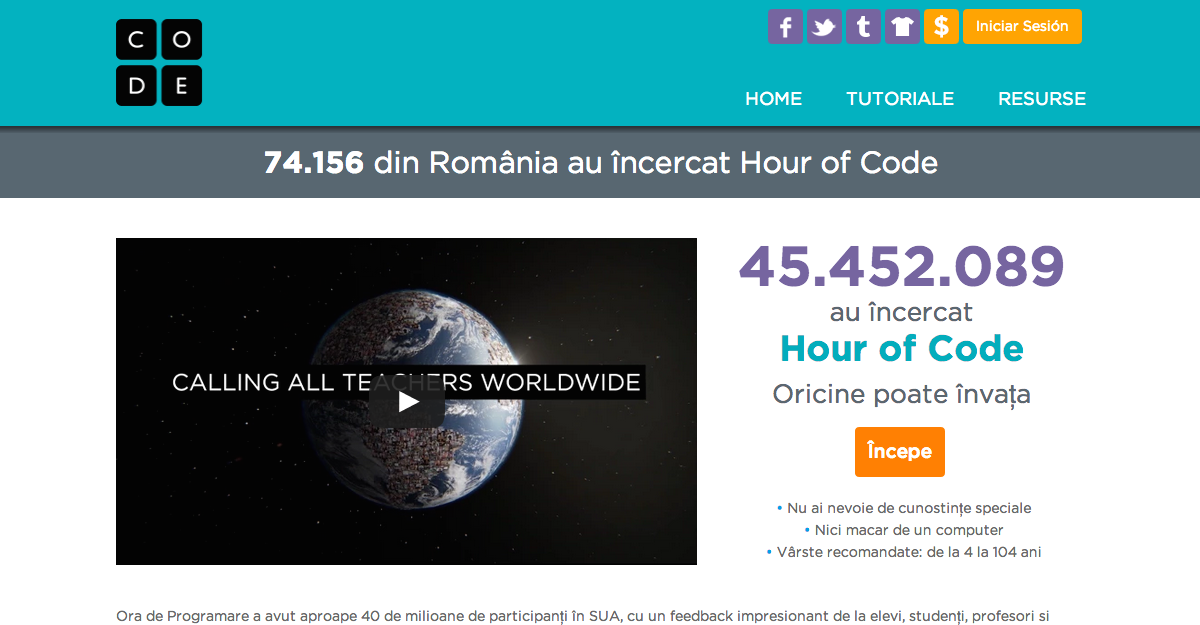 C O
D E
f t $ Iniciar Sesión
HOME TUTORIALE RESURSE
74.156 din România au încercat Hour of Code
CALLING ALL TEACHERS WORLDWIDE
45.452.089
au încercat
Hour of Code
Oricine poate învața
Începe
• Nu ai nevoie de cunostințe speciale
• Nici macar de un computer
• Vârste recomandate: de la 4 la 104 ani
Ora de Programare a avut aproape 40 de milioane de participanți în SUA, cu un feedback impresionant de la elevi, studenți, profesori si